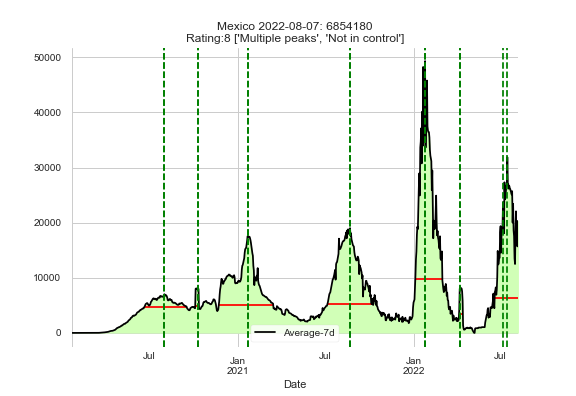 Mexico 2022-08-07: 6854180
Rating:8 ['Multiple peaks', 'Not in control']
50000
40000
30000
20000
10000
0
Average-7d
Jul
Jan
2021
Jul
Jan
2022
Jul
Date